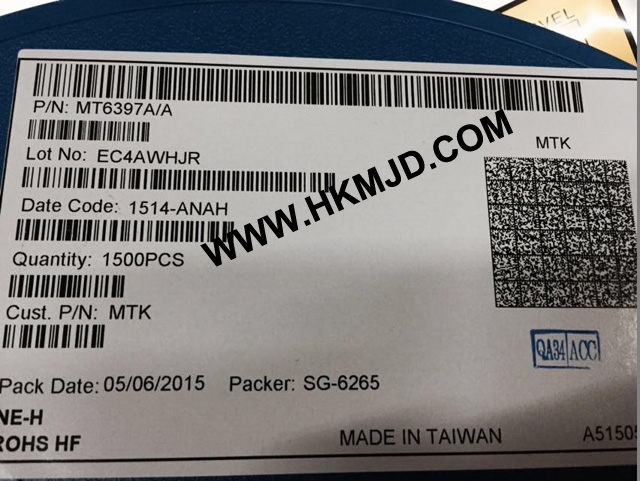 VEL
P/N: MT6397A/A
Lot No: EC4AWHJR
Date Code: 1514-ANAH
Quantity: 1500PCS
Cust. P/N: MTK
MTK
WWW.HKMJD.COM
QA34 ACC
Pack Date: 05/06/2015 Packer: SG-6265
NE-H
ROHS HF
MADE IN TAIWAN
A51505